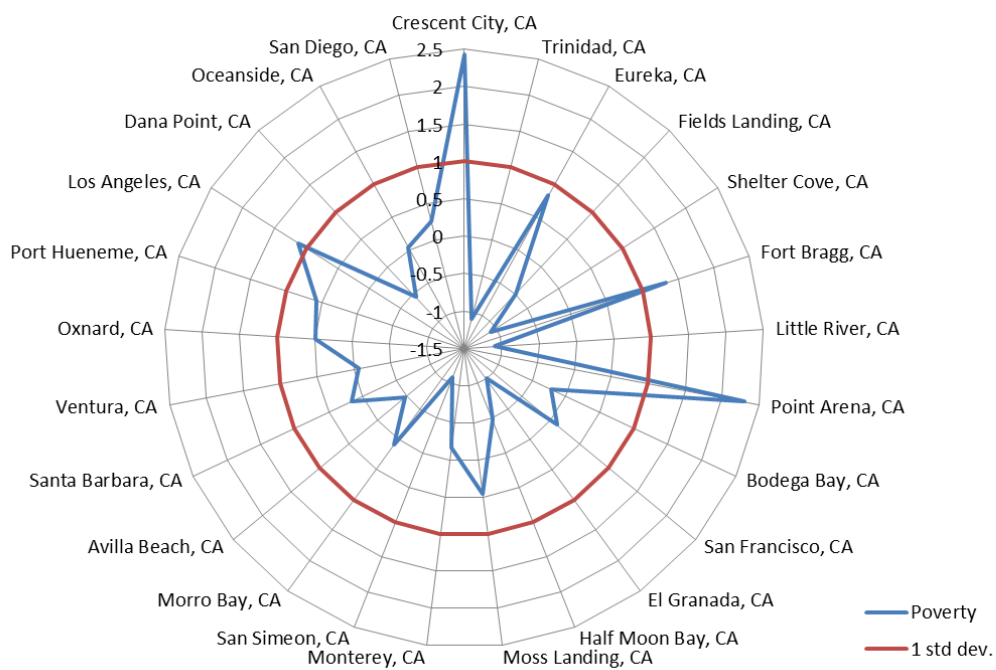 Crescent City, CA
Trinidad, CA
Eureka, CA
Fields Landing, CA
Shelter Cove, CA
Fort Bragg, CA
Little River, CA
Point Arena, CA
Bodega Bay, CA
San Francisco, CA
El Granada, CA
Half Moon Bay, CA
Moss Landing, CA
Monterey, CA
San Simeon, CA
Morro Bay, CA
Avilla Beach, CA
Santa Barbara, CA
Ventura, CA
Oxnard, CA
Port Hueneme, CA
Los Angeles, CA
Dana Point, CA
Oceanside, CA
San Diego, CA
2.5
2
1.5
1
0.5
0
-0.5
-1
-1.5
Poverty
1 std dev.